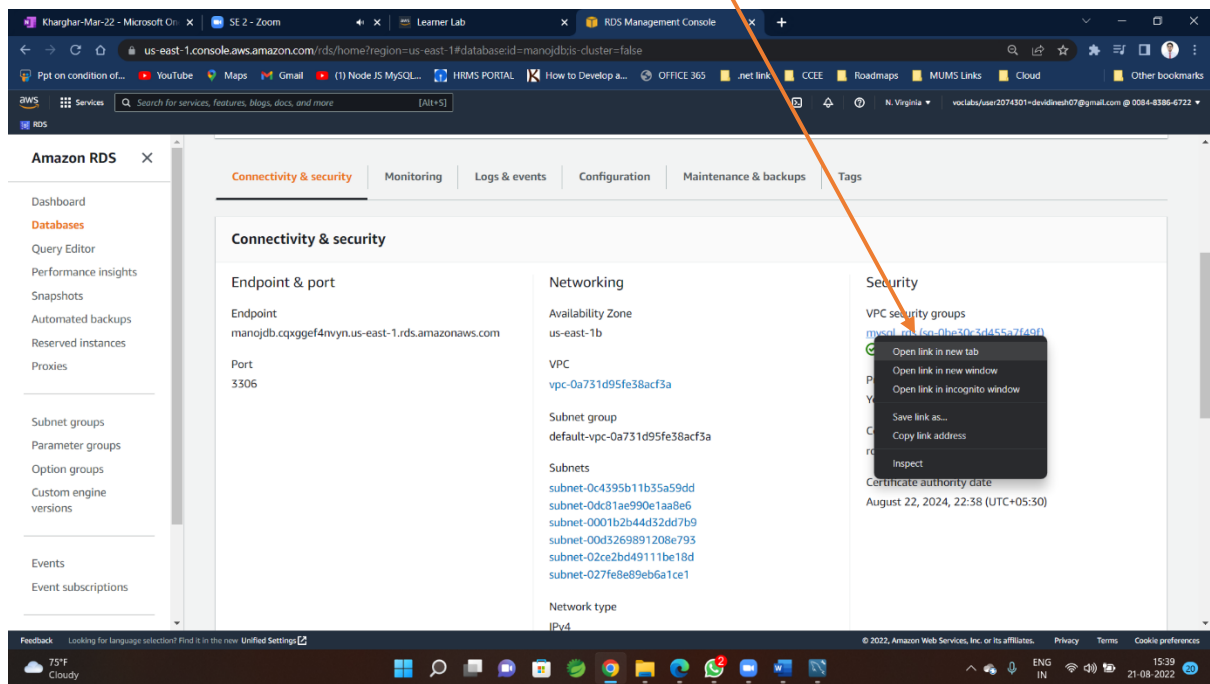 Kharghar-Mar-22 - Microsoft On
SE 2 - Zoom
Learner Lab
RDS Management Console
us-east-1.console.aws.amazon.com/rds/home?region=us-east-1#database:id=manojdb;is-cluster=false
Ppt on condition of...
YouTube
Maps
Gmail
(1) Node JS MySQL...
HRMS PORTAL
How to Develop a...
OFFICE 365
.net link
CCEE
Roadmaps
MUMS Links
Cloud
Other bookmarks
aws
Services
Search for services, features, blogs, docs, and more
[Alt+S]
N. Virginia
voclabs/user2074301=devidinesh07@gmail.com @ 0084-8386-6722
RDS
Amazon RDS
Dashboard
Databases
Query Editor
Performance insights
Snapshots
Automated backups
Reserved instances
Proxies
Subnet groups
Parameter groups
Option groups
Custom engine
versions
Events
Event subscriptions
Connectivity & security
Monitoring
Logs & events
Configuration
Maintenance & backups
Tags
Connectivity & security
Endpoint & port
Endpoint
manojdb.cqxggef4nvyn.us-east-1.rds.amazonaws.com
Port
3306
Networking
Availability Zone
us-east-1b
VPC
vpc-0a731d95fe38acf3a
Subnet group
default-vpc-0a731d95fe38acf3a
Subnets
subnet-0c4395b11b35a59dd
subnet-0dc81ae990e1aa8e6
subnet-0001b2b44d32dd7b9
subnet-00d3269891208e793
subnet-02ce2bd49111be18d
subnet-027fe8e89eb6a1ce1
Network type
IPv4
Security
VPC security groups
mysql_rds (sg-0be30c3d455a7f49f)
Open link in new tab
Open link in new window
Open link in incognito window
Save link as...
Copy link address
Inspect
Certificate authority date
August 22, 2024, 22:38 (UTC+05:30)
Feedback
Looking for language selection? Find it in the new Unified Settings
© 2022, Amazon Web Services, Inc. or its affiliates.
Privacy
Terms
Cookie preferences
75°F
Cloudy
2
ENG
IN
15:39
21-08-2022
20